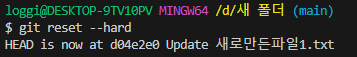 loggi@DESKTOP-9TV10PV MINGW64 /d/새 폴더 (main)
$ git reset --hard
HEAD is now at d04e2e0 Update 새로만든파일1.txt